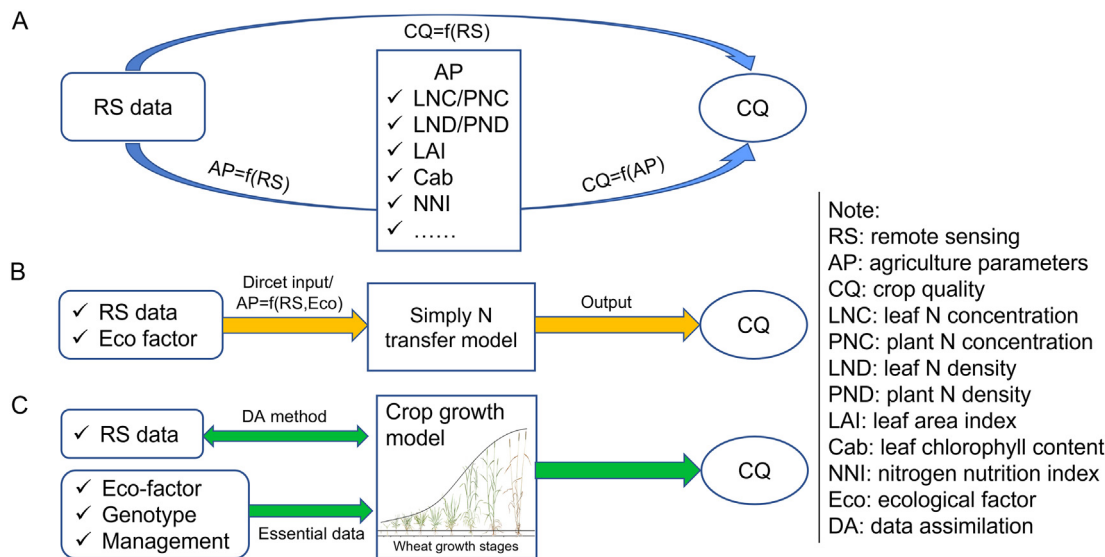 A
CQ=f(RS)
RS data
AP
✓ LNC/PNC
✓ LND/PND
✓ LAI
✓ Cab
✓ NNI
✓ ……
CQ
AP=f(RS)
CQ=f(AP)
B
✓ RS data
✓ Eco factor
Dircet input/
AP=f(RS,Eco)
Simply N
transfer model
Output
CQ
C
✓ RS data
DA method
✓ Eco-factor
✓ Genotype
✓ Management
Essential data
Crop growth
model
Wheat growth stages
CQ
Note:
RS: remote sensing
AP: agriculture parameters
CQ: crop quality
LNC: leaf N concentration
PNC: plant N concentration
LND: leaf N density
PND: plant N density
LAI: leaf area index
Cab: leaf chlorophyll content
NNI: nitrogen nutrition index
Eco: ecological factor
DA: data assimilation